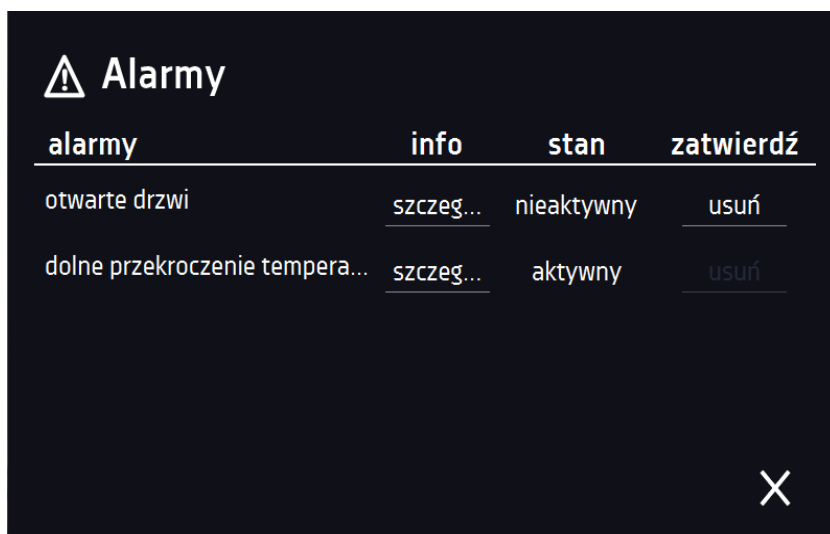 Alarmy
alarmy info stan zatwierdź
otwarte drzwi szczeg... nieaktywny usuń
dolne przekroczenie tempera... szczeg... aktywny usuń